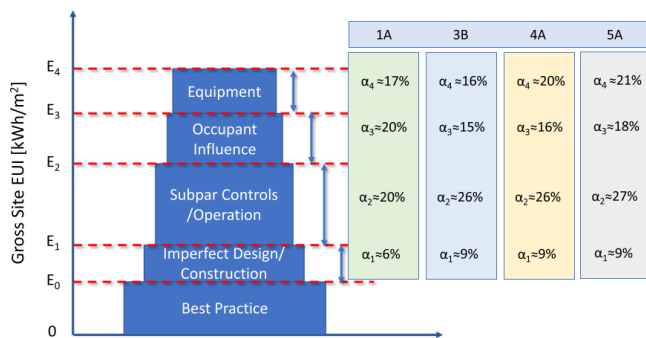 Gross Site EUI [kWh/m²]
E₄
E₃
E₂
E₁
E₀
0
Equipment
Occupant
Influence
Subpar Controls
/Operation
Imperfect Design/
Construction
Best Practice
1A 3B 4A 5A
α₄≈17% α₄≈16% α₄≈20% α₄≈21%
α₃≈20% α₃≈15% α₃≈16% α₃≈18%
α₂≈20% α₂≈26% α₂≈26% α₂≈27%
α₁≈6% α₁≈9% α₁≈9% α₁≈9%